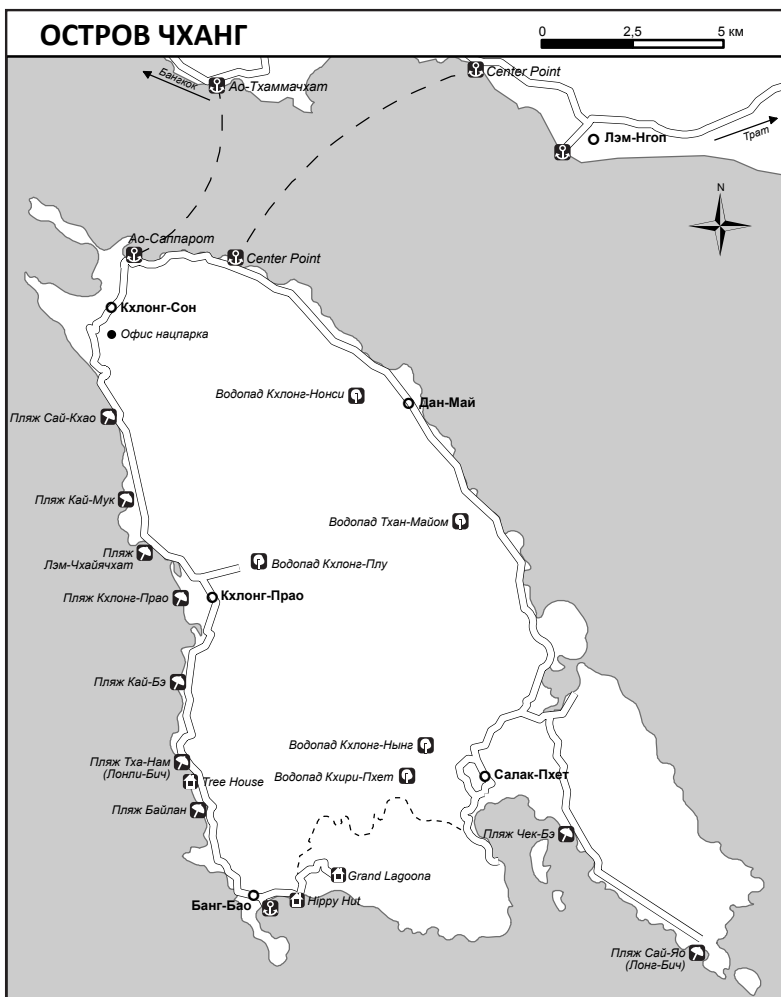 ОСТРОВ ЧХАНГ
0 2,5 5 км
Бангкок
Ао-Тхаммачхат
Center Point
Лэм-Нгоп
Трат
N
Ао-Саппарот
Center Point
Кхлонг-Сон
Офис нацпарка
Водопад Кхлонг-Нонси
Дан-Май
Пляж Сай-Кхао
Пляж Кай-Мук
Водопад Тхан-Майом
Пляж
Лэм-Чхайячхат
Водопад Кхлонг-Плу
Пляж Кхлонг-Прао
Кхлонг-Прао
Пляж Кай-Бэ
Водопад Кхлонг-Нынг
Пляж Тха-Нам
(Лонли-Бич)
Tree House
Водопад Кхири-Пхет
Салак-Пхет
Пляж Байлан
Пляж Чек-Бэ
Grand Lagoona
Банг-Бао
Hippy Hut
Пляж Сай-Яо
(Лонг-Бич)